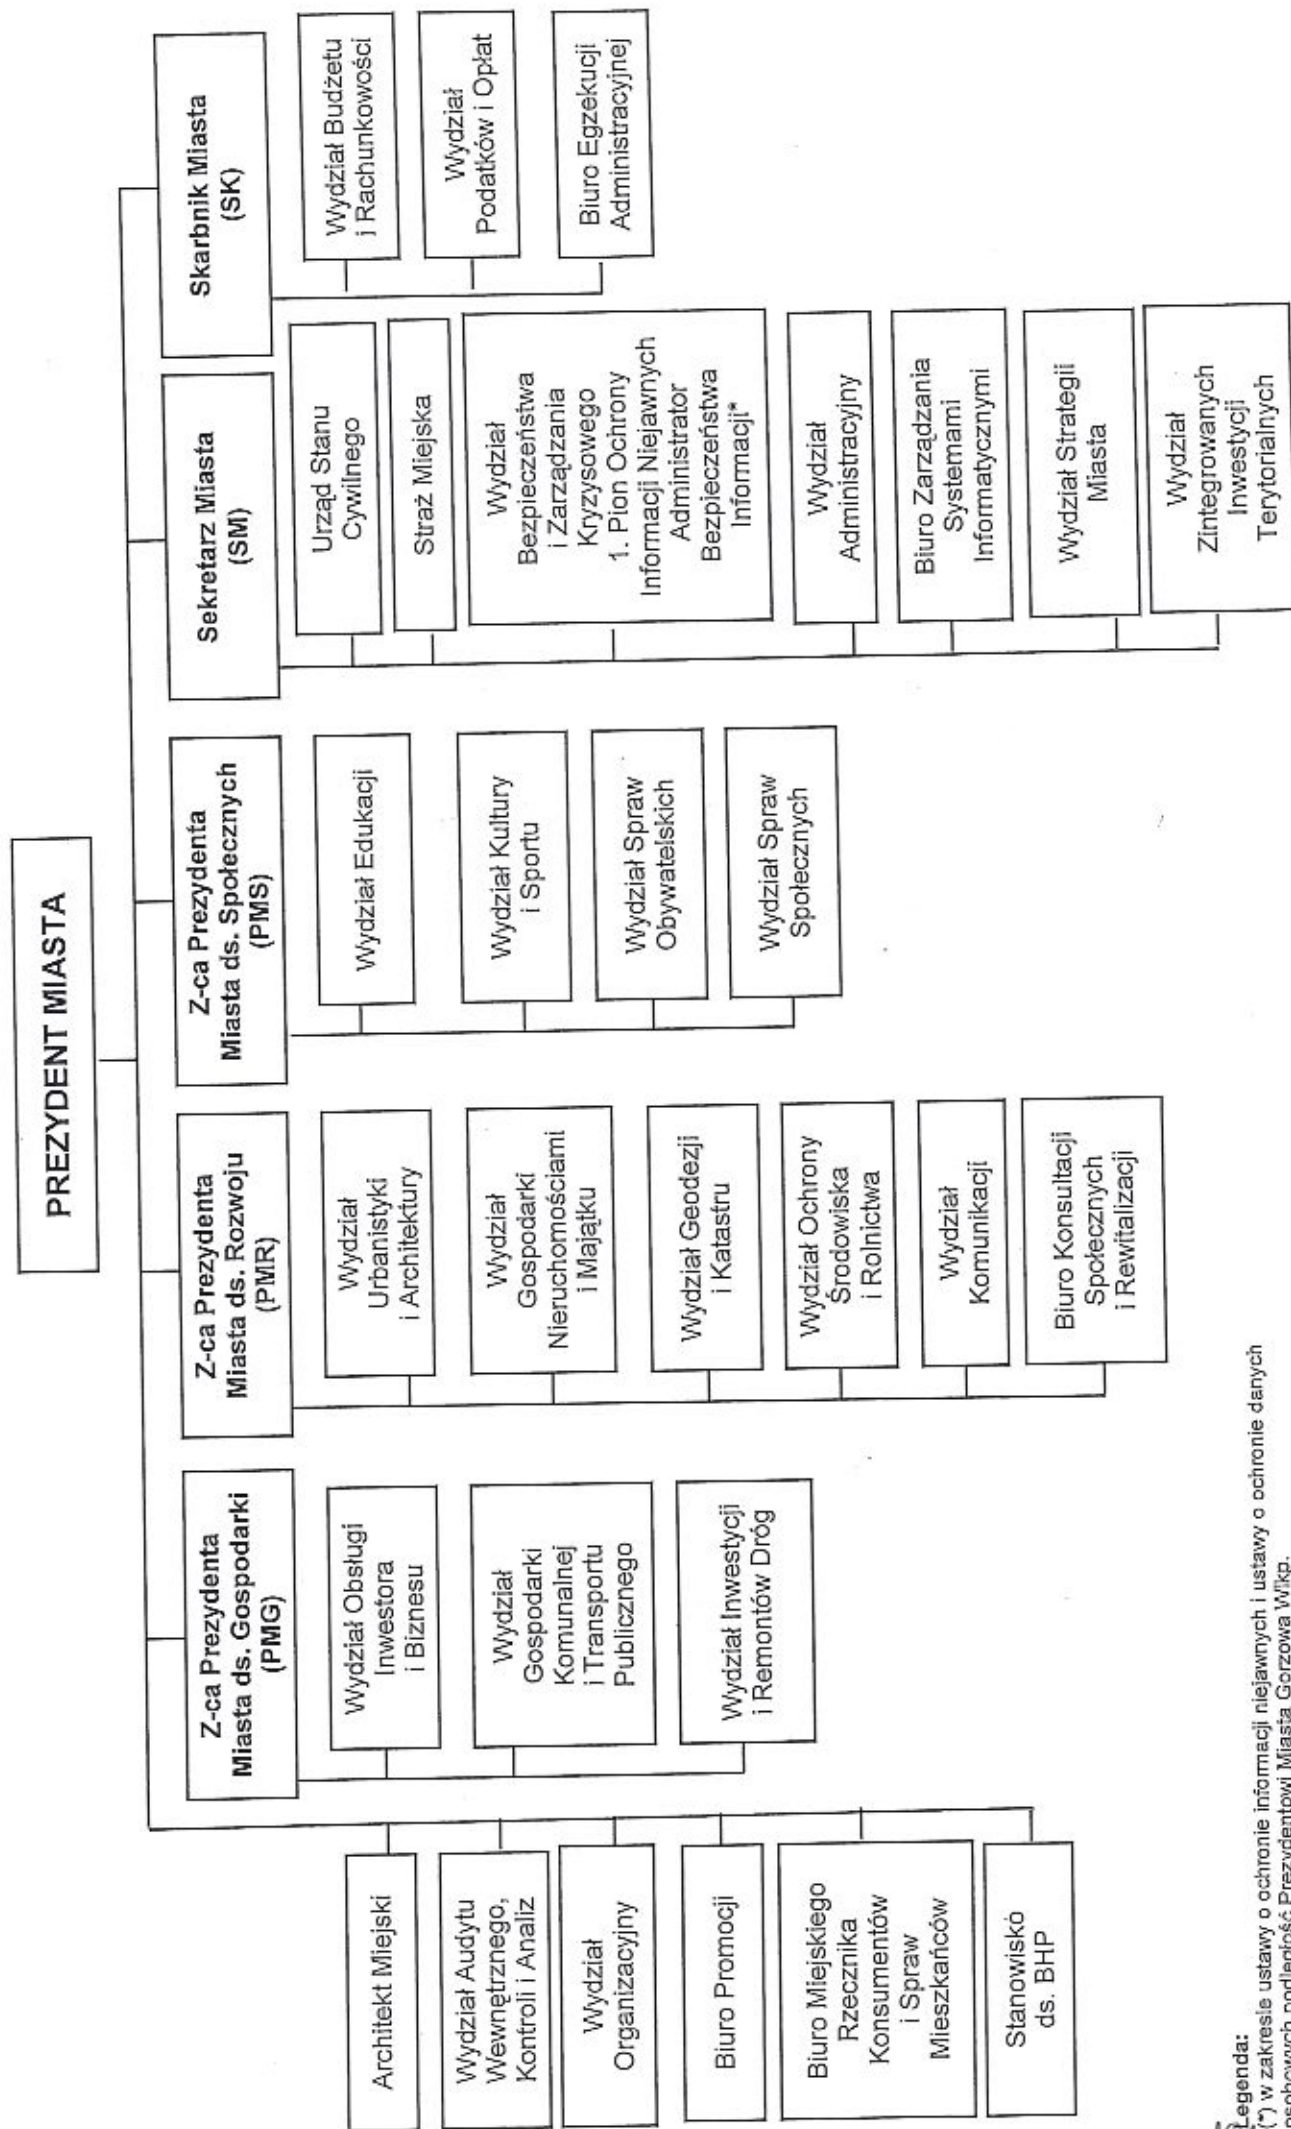 PREZYDENT MIASTA
Architekt Miejski
Wydział Audytu
Wewnętrznego,
Kontroli i Analiz
Wydział
Organizacyjny
Biuro Promocji
Biuro Miejskiego
Rzecznika
Konsumentów
i Spraw
Mieszkańców
Stanowisko
ds. BHP
Z-ca Prezydenta
Miasta ds. Gospodarki
(PMG)
Wydział Obsługi
Inwestora
i Biznesu
Wydział
Gospodarki
Komunalnej
i Transportu
Publicznego
Wydział Inwestycji
i Remontów Dróg
Z-ca Prezydenta
Miasta ds. Rozwoju
(PMR)
Wydział
Urbanistyki
i Architektury
Wydział
Gospodarki
Nieruchomościami
i Majątku
Wydział Geodezji
i Katastru
Wydział Ochrony
Środowiska
i Rolnictwa
Wydział
Komunikacji
Biuro Konsultacji
Społecznych
i Rewitalizacji
Z-ca Prezydenta
Miasta ds. Społecznych
(PMS)
Wydział Edukacji
Wydział Kultury
i Sportu
Wydział Spraw
Obywatelskich
Wydział Spraw
Społecznych
Sekretarz Miasta
(SM)
Urząd Stanu
Cywilnego
Straż Miejska
Wydział
Bezpieczeństwa
i Zarządzania
Kryzysowego
1. Pion Ochrony
Informacji Niejawnych
Administrator
Bezpieczeństwa
Informacji*
Wydział
Administracyjny
Biuro Zarządzania
Systemami
Informatycznymi
Wydział Strategii
Miasta
Wydział
Zintegrowanych
Inwestycji
Terytorialnych
Skarbnik Miasta
(SK)
Wydział Budżetu
i Rachunkowości
Wydział
Podatków i Opłat
Biuro Egzekucji
Administracyjnej
Legenda:
(*) w zakresie ustawy o ochronie informacji niejawnych i ustawy o ochronie danych
osobowych podległość Prezydentowi Miasta Gorzowa Wlkp.